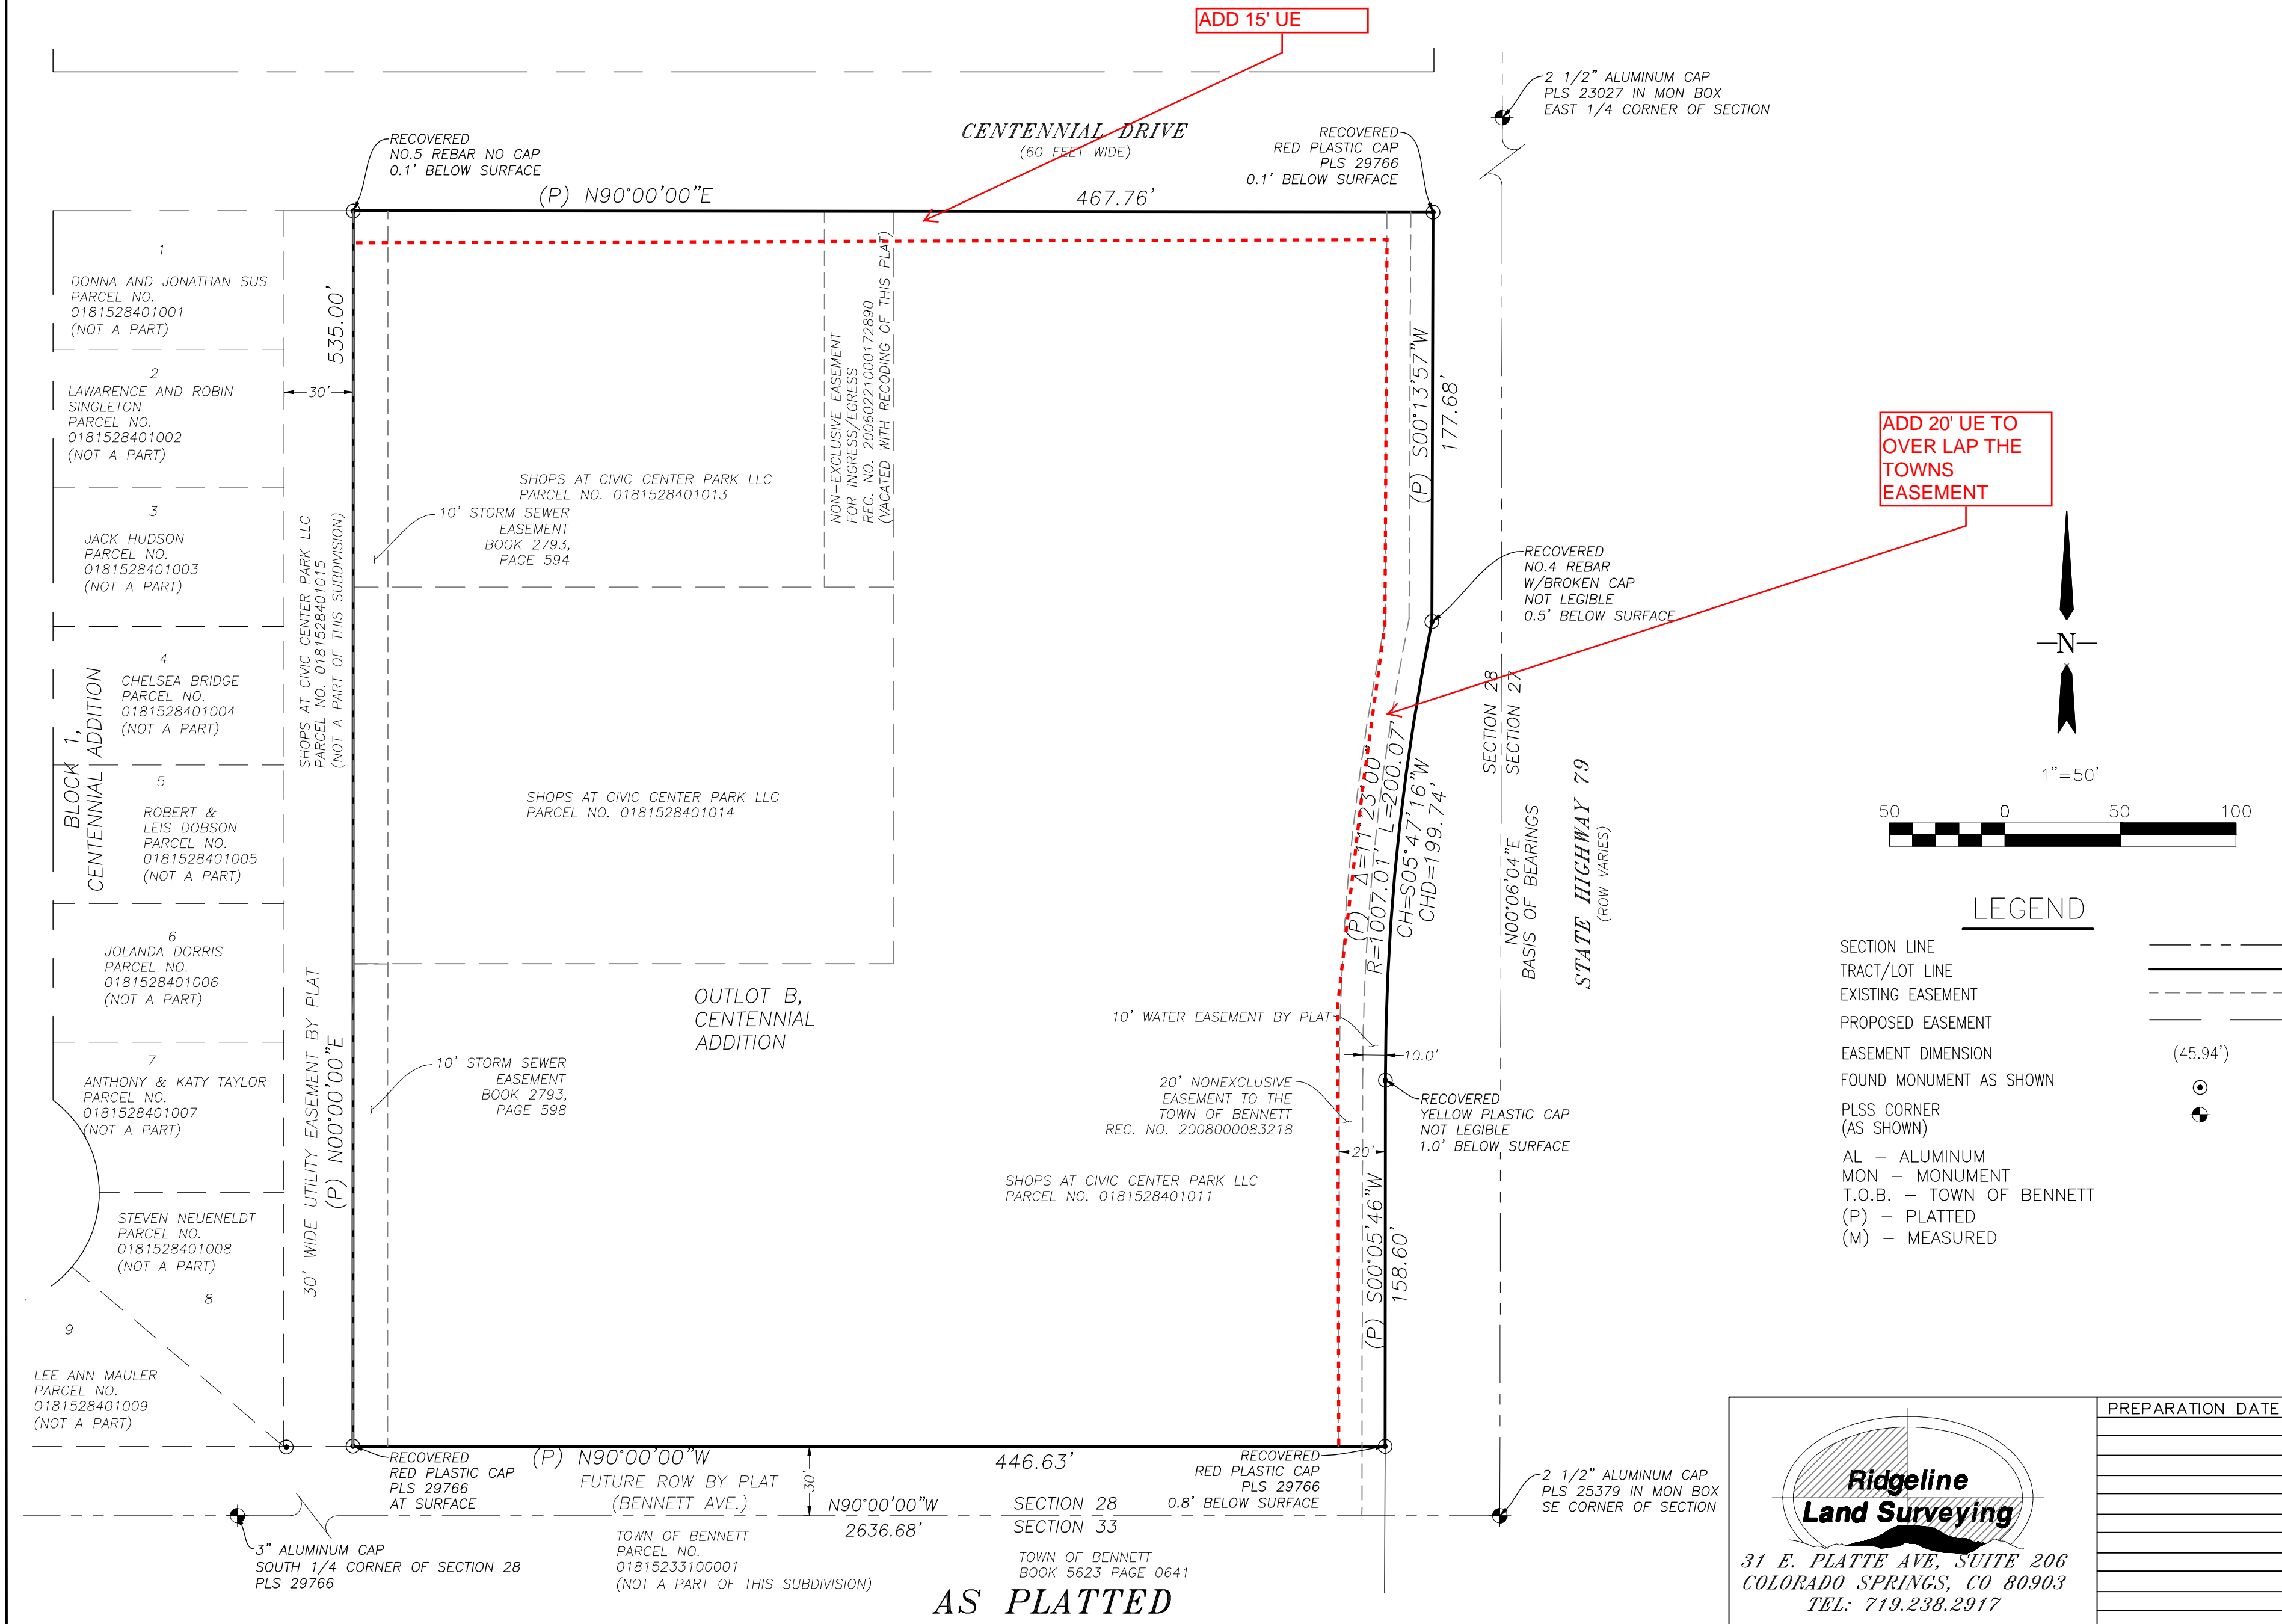 ADD 15' UE
2 1/2" ALUMINUM CAP
PLS 23027 IN MON BOX
EAST 1/4 CORNER OF SECTION
CENTENNIAL DRIVE
(60 FEET WIDE)
RECOVERED
NO.5 REBAR NO CAP
0.1' BELOW SURFACE
RECOVERED
RED PLASTIC CAP
PLS 29766
0.1' BELOW SURFACE
(P) N90°00'00"E
467.76'
1
DONNA AND JONATHAN SUS
PARCEL NO.
0181528401001
(NOT A PART)
535.00'
30'
2
LAWARENCE AND ROBIN
SINGLETON
PARCEL NO.
0181528401002
(NOT A PART)
3
JACK HUDSON
PARCEL NO.
0181528401003
(NOT A PART)
4
CHELSEA BRIDGE
PARCEL NO.
0181528401004
(NOT A PART)
BLOCK 1,
CENTENNIAL ADDITION
5
ROBERT &
LEIS DOBSON
PARCEL NO.
0181528401005
(NOT A PART)
6
JOLANDA DORRIS
PARCEL NO.
0181528401006
(NOT A PART)
7
ANTHONY & KATY TAYLOR
PARCEL NO.
0181528401007
(NOT A PART)
STEVEN NEUENELDT
PARCEL NO.
0181528401008
(NOT A PART)
8
9
LEE ANN MAULER
PARCEL NO.
0181528401009
(NOT A PART)
SHOPS AT CIVIC CENTER PARK LLC
PARCEL NO. 0181528401015
(NOT A PART OF THIS SUBDIVISION)
30' WIDE UTILITY EASEMENT BY PLAT
(P) N00°00'00"E
SHOPS AT CIVIC CENTER PARK LLC
PARCEL NO. 0181528401013
10' STORM SEWER
EASEMENT
BOOK 2793,
PAGE 594
NON-EXCLUSIVE EASEMENT
FOR INGRESS/EGRESS
REC. NO. 20060221000172890
(VACATED WITH RECODING OF THIS PLAT)
SHOPS AT CIVIC CENTER PARK LLC
PARCEL NO. 0181528401014
OUTLOT B,
CENTENNIAL
ADDITION
10' STORM SEWER
EASEMENT
BOOK 2793,
PAGE 598
10' WATER EASEMENT BY PLAT
10.0'
20' NONEXCLUSIVE
EASEMENT TO THE
TOWN OF BENNETT
REC. NO. 2008000083218
20'
SHOPS AT CIVIC CENTER PARK LLC
PARCEL NO. 0181528401011
(P) S00°13'57"W
177.68'
RECOVERED
NO.4 REBAR
W/BROKEN CAP
NOT LEGIBLE
0.5' BELOW SURFACE
(P) Δ=11°23'00"
R=1007.01' L=200.07'
CH=S05°47'16"W
CHD=199.74'
RECOVERED
YELLOW PLASTIC CAP
NOT LEGIBLE
1.0' BELOW SURFACE
(P) S00°05'46"W
158.60'
SECTION 28
SECTION 27
N00°06'04"E
BASIS OF BEARINGS
STATE HIGHWAY 79
(ROW VARIES)
ADD 20' UE TO
OVER LAP THE
TOWNS
EASEMENT
N
1"=50'
50 0 50 100
LEGEND
SECTION LINE
TRACT/LOT LINE
EXISTING EASEMENT
PROPOSED EASEMENT
EASEMENT DIMENSION (45.94')
FOUND MONUMENT AS SHOWN
PLSS CORNER
(AS SHOWN)
AL - ALUMINUM
MON - MONUMENT
T.O.B. - TOWN OF BENNETT
(P) - PLATTED
(M) - MEASURED
RECOVERED
RED PLASTIC CAP
PLS 29766
AT SURFACE
(P) N90°00'00"W
446.63'
FUTURE ROW BY PLAT
(BENNETT AVE.)
30'
RECOVERED
RED PLASTIC CAP
PLS 29766
0.8' BELOW SURFACE
N90°00'00"W
2636.68'
SECTION 28
SECTION 33
2 1/2" ALUMINUM CAP
PLS 25379 IN MON BOX
SE CORNER OF SECTION
3" ALUMINUM CAP
SOUTH 1/4 CORNER OF SECTION 28
PLS 29766
TOWN OF BENNETT
PARCEL NO.
01815233100001
(NOT A PART OF THIS SUBDIVISION)
TOWN OF BENNETT
BOOK 5623 PAGE 0641
AS PLATTED
Ridgeline
Land Surveying
31 E. PLATTE AVE, SUITE 206
COLORADO SPRINGS, CO 80903
TEL: 719.238.2917
PREPARATION DATE